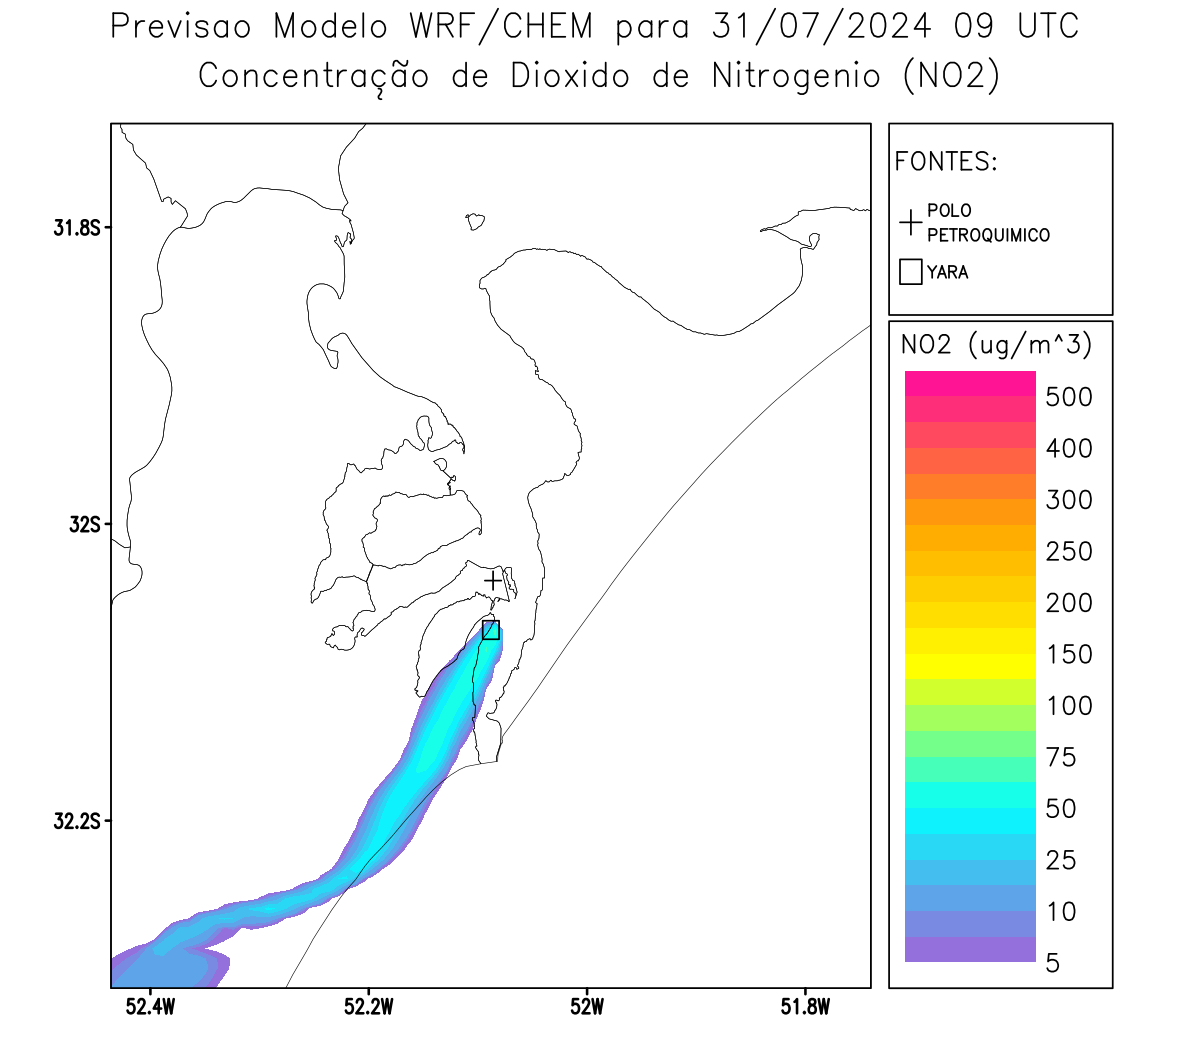 Previsao Modelo WRF/CHEM para 31/07/2024 09 UTC
Concentração de Dioxido de Nitrogenio (NO2)
FONTES:
POLO
PETROQUIMICO
YARA
NO2 (ug/m^3)
500
400
300
250
200
150
100
75
50
25
10
5
31.8S
32S
32.2S
52.4W
52.2W
52W
51.8W